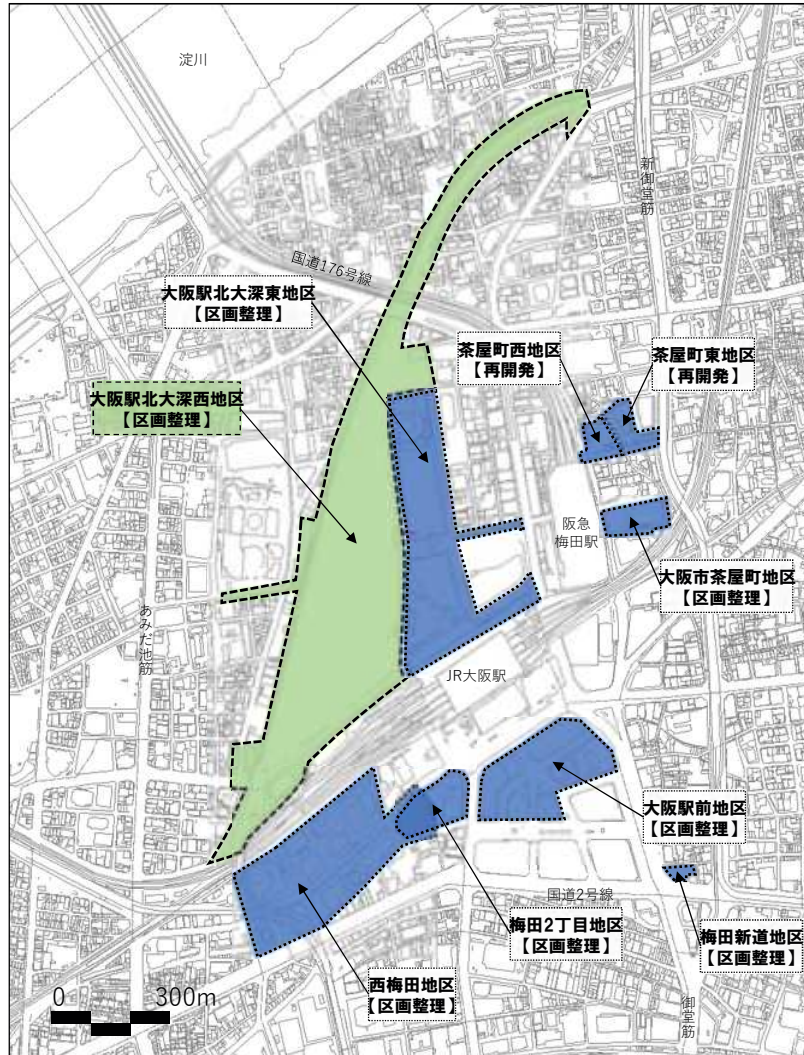 淀川
新御堂筋
国道176号線
大阪駅北大深東地区
【区画整理】
茶屋町西地区
【再開発】
茶屋町東地区
【再開発】
大阪駅北大深西地区
【区画整理】
阪急
梅田駅
大阪市茶屋町地区
【区画整理】
あみだ池筋
JR大阪駅
大阪駅前地区
【区画整理】
国道2号線
梅田2丁目地区
【区画整理】
梅田新道地区
【区画整理】
西梅田地区
【区画整理】
御堂筋
0 300m